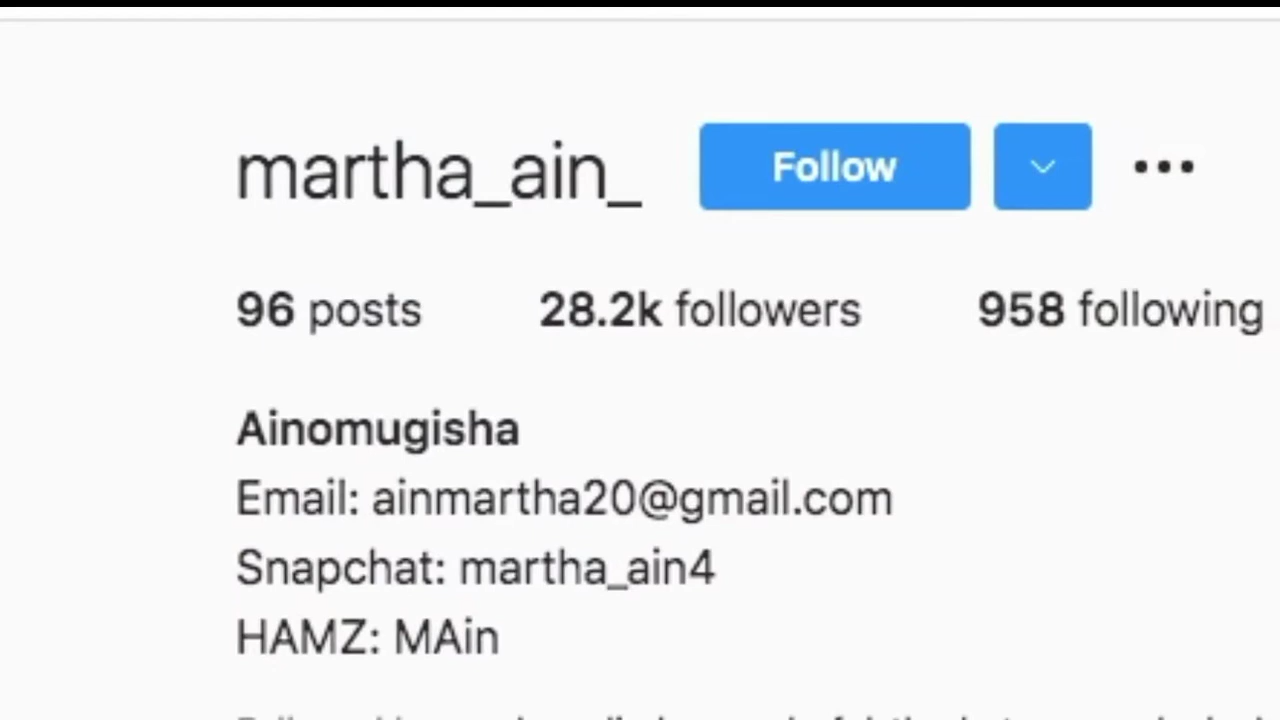 martha_ain_ Follow
96 posts 28.2k followers 958 following
Ainomugisha
Email: ainmartha20@gmail.com
Snapchat: martha_ain4
HAMZ: MAin